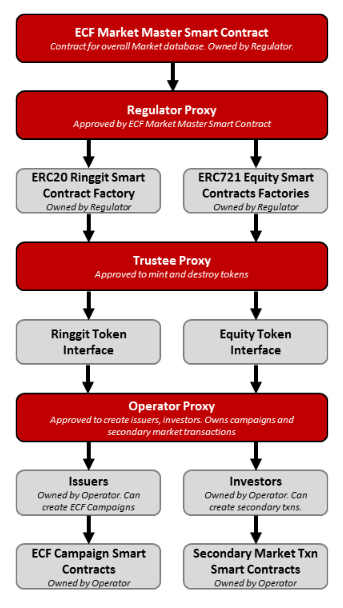 ECF Market Master Smart Contract
Contract for overall Market database. Owned by Regulator.
Regulator Proxy
Approved by ECF Market Master Smart Contract
ERC20 Ringgit Smart
Contract Factory
Owned by Regulator
ERC721 Equity Smart
Contracts Factories
Owned by Regulator
Trustee Proxy
Approved to mint and destroy tokens
Ringgit Token
Interface
Equity Token
Interface
Operator Proxy
Approved to create issuers, investors. Owns campaigns and
secondary market transactions
Issuers
Owned by Operator. Can
create ECF Campaigns
Investors
Owned by Operator. Can
create secondary txns.
ECF Campaign Smart
Contracts
Owned by Operator
Secondary Market Txn
Smart Contracts
Owned by Operator